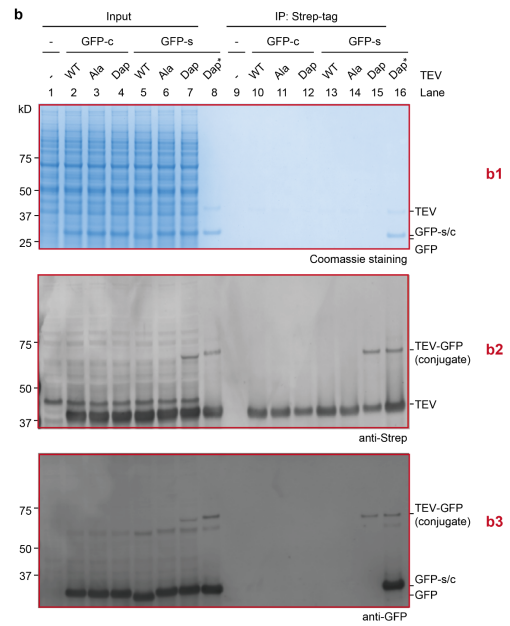 b
Input IP: Strep-tag
- GFP-c GFP-s - GFP-c GFP-s
- WT Ala Dap WT Ala Dap Dap* - WT Ala Dap WT Ala Dap Dap* TEV
1 2 3 4 5 6 7 8 9 10 11 12 13 14 15 16 Lane
kD
75
b1
50
37 TEV
GFP-s/c
25 GFP
Coomassie staining
75 TEV-GFP b2
(conjugate)
50
TEV
37
anti-Strep
75 TEV-GFP b3
(conjugate)
50
37
GFP-s/c
GFP
anti-GFP